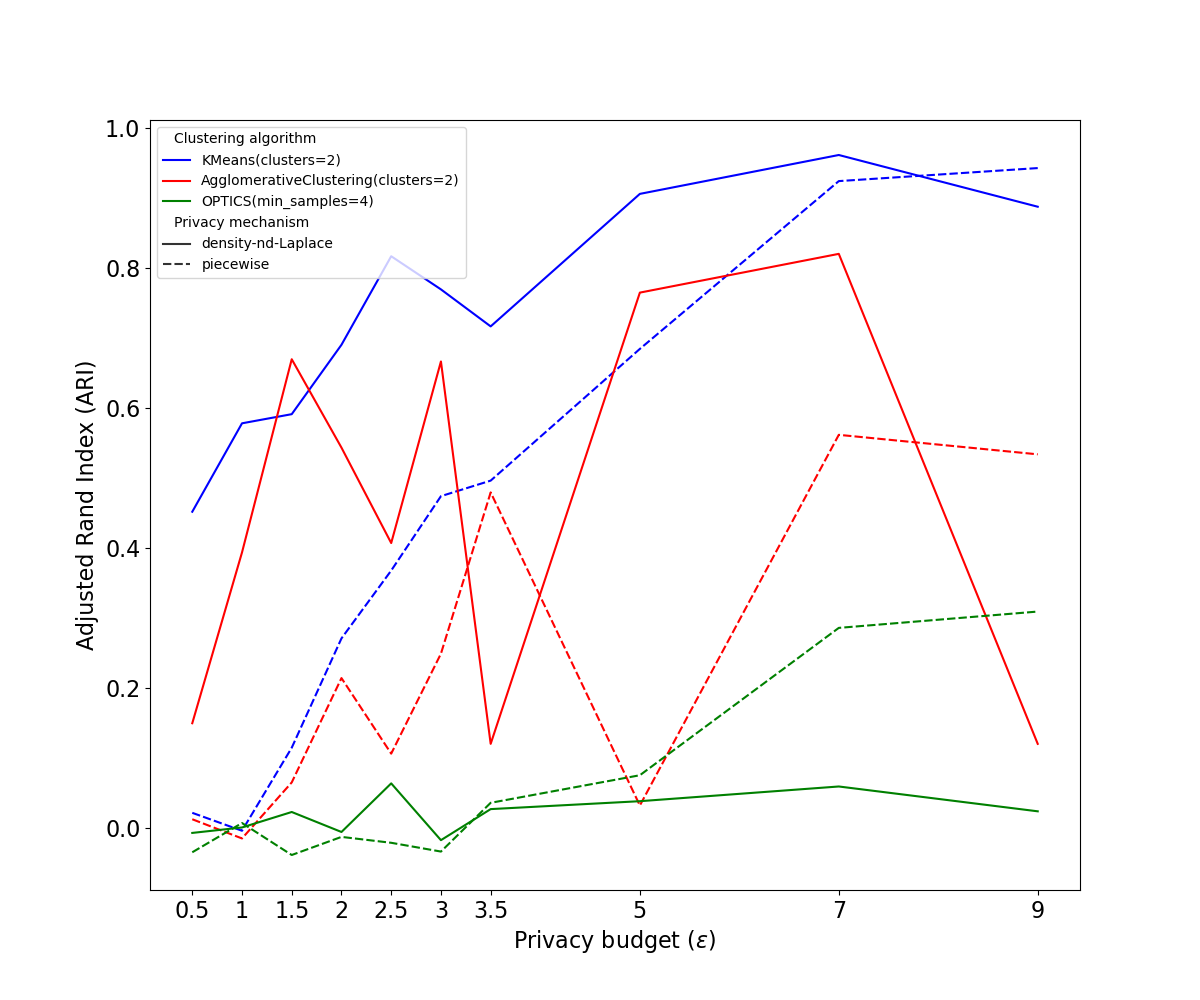 Clustering algorithm
KMeans(clusters=2)
AgglomerativeClustering(clusters=2)
OPTICS(min_samples=4)
Privacy mechanism
density-nd-Laplace
piecewise
Adjusted Rand Index (ARI)
1.0
0.8
0.6
0.4
0.2
0.0
0.5 1 1.5 2 2.5 3 3.5 5 7 9
Privacy budget (ε)